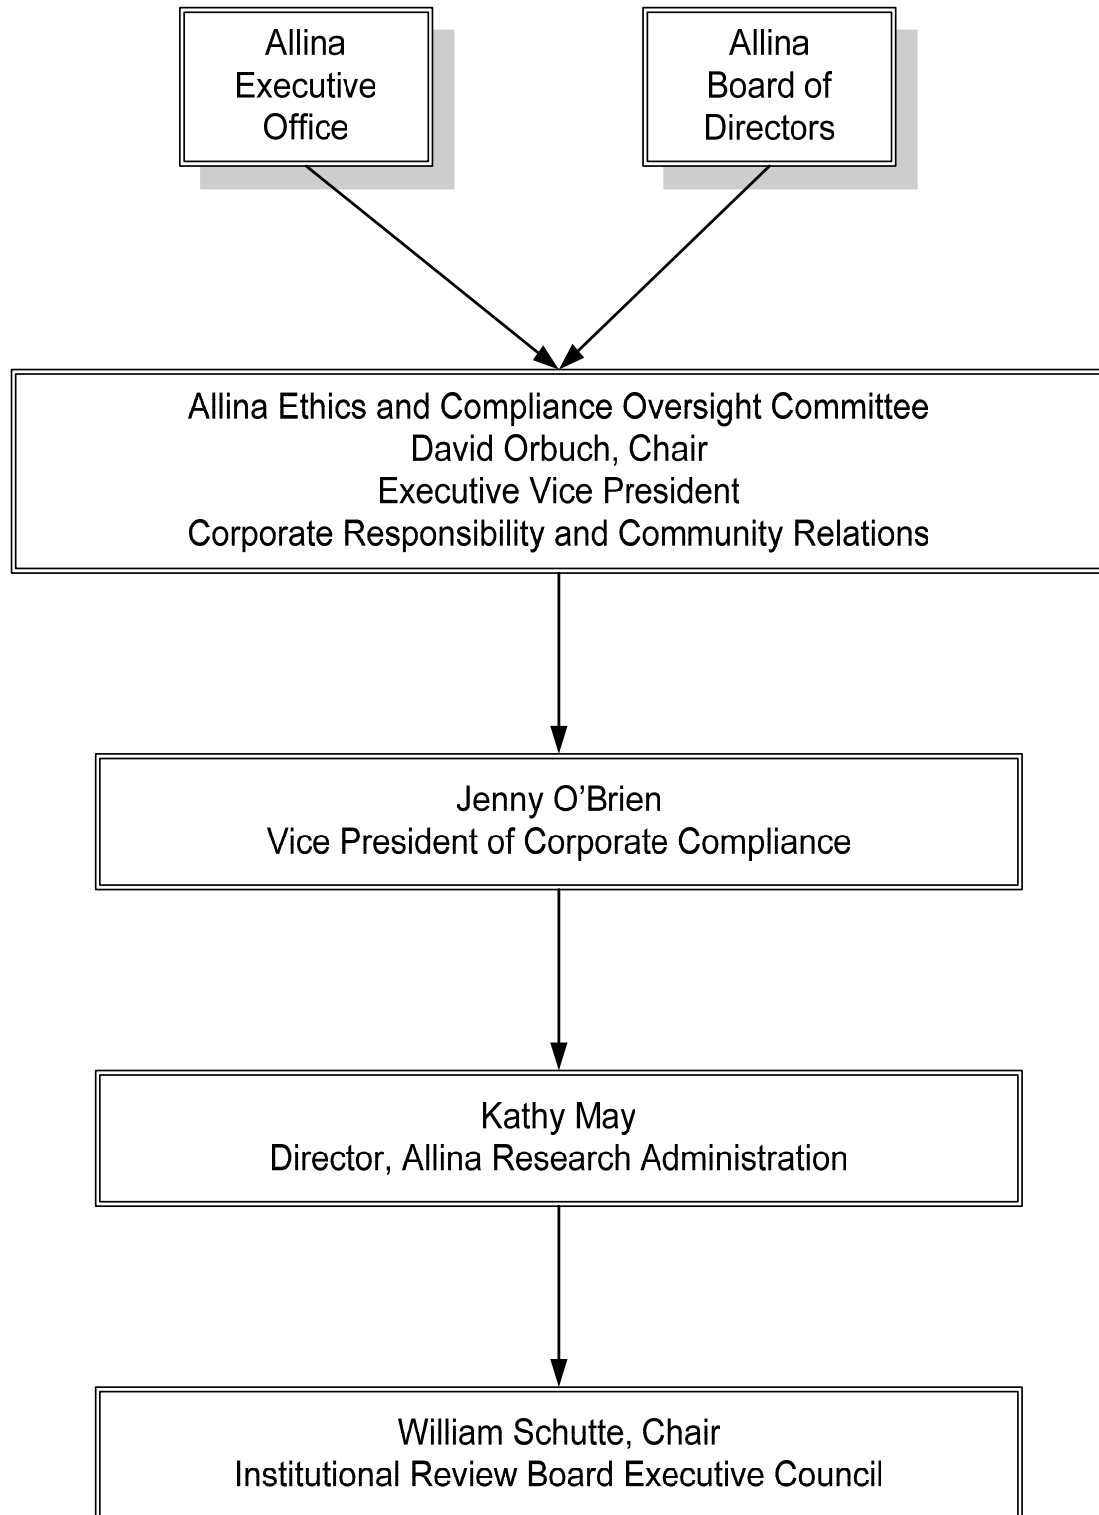 Allina
Executive
Office
Allina
Board of
Directors
Allina Ethics and Compliance Oversight Committee
David Orbuch, Chair
Executive Vice President
Corporate Responsibility and Community Relations
Jenny O’Brien
Vice President of Corporate Compliance
Kathy May
Director, Allina Research Administration
William Schutte, Chair
Institutional Review Board Executive Council